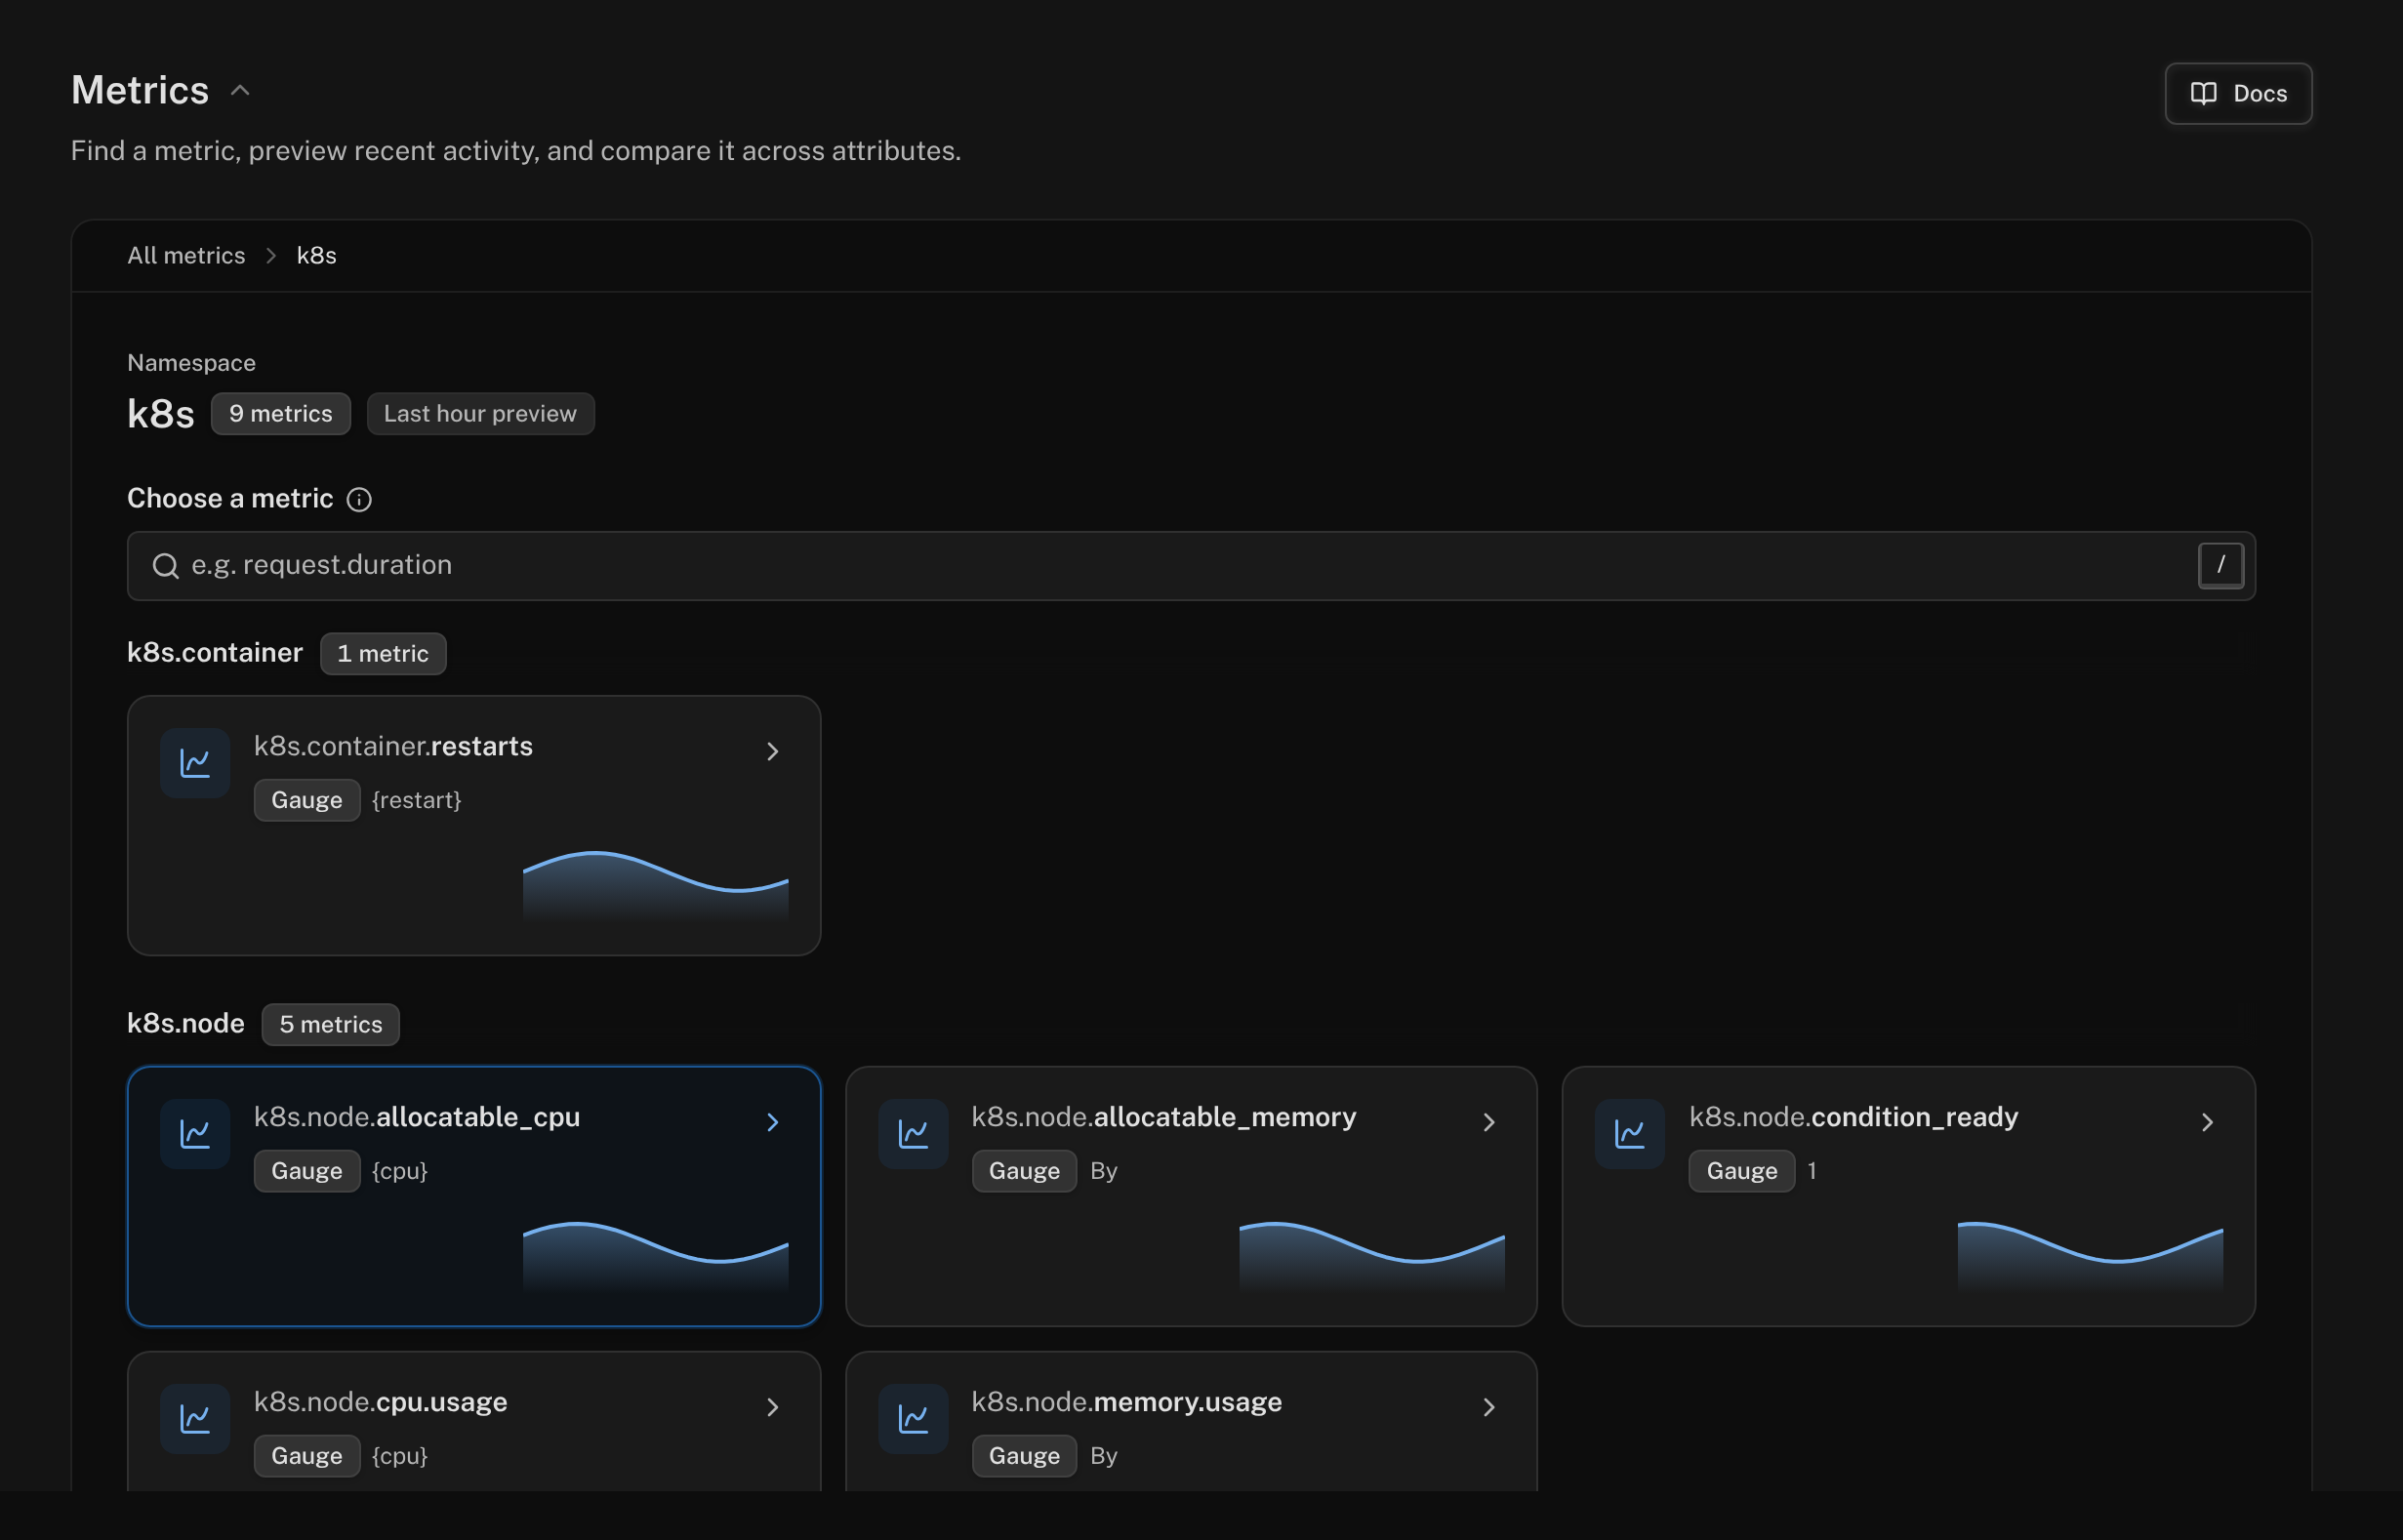 Metrics
Docs
Find a metric, preview recent activity, and compare it across attributes.
All metrics > k8s
Namespace
k8s 9 metrics Last hour preview
Choose a metric
e.g. request.duration /
k8s.container 1 metric
k8s.container.restarts
Gauge {restart}
k8s.node 5 metrics
k8s.node.allocatable_cpu
Gauge {cpu}
k8s.node.allocatable_memory
Gauge By
k8s.node.condition_ready
Gauge 1
k8s.node.cpu.usage
Gauge {cpu}
k8s.node.memory.usage
Gauge By